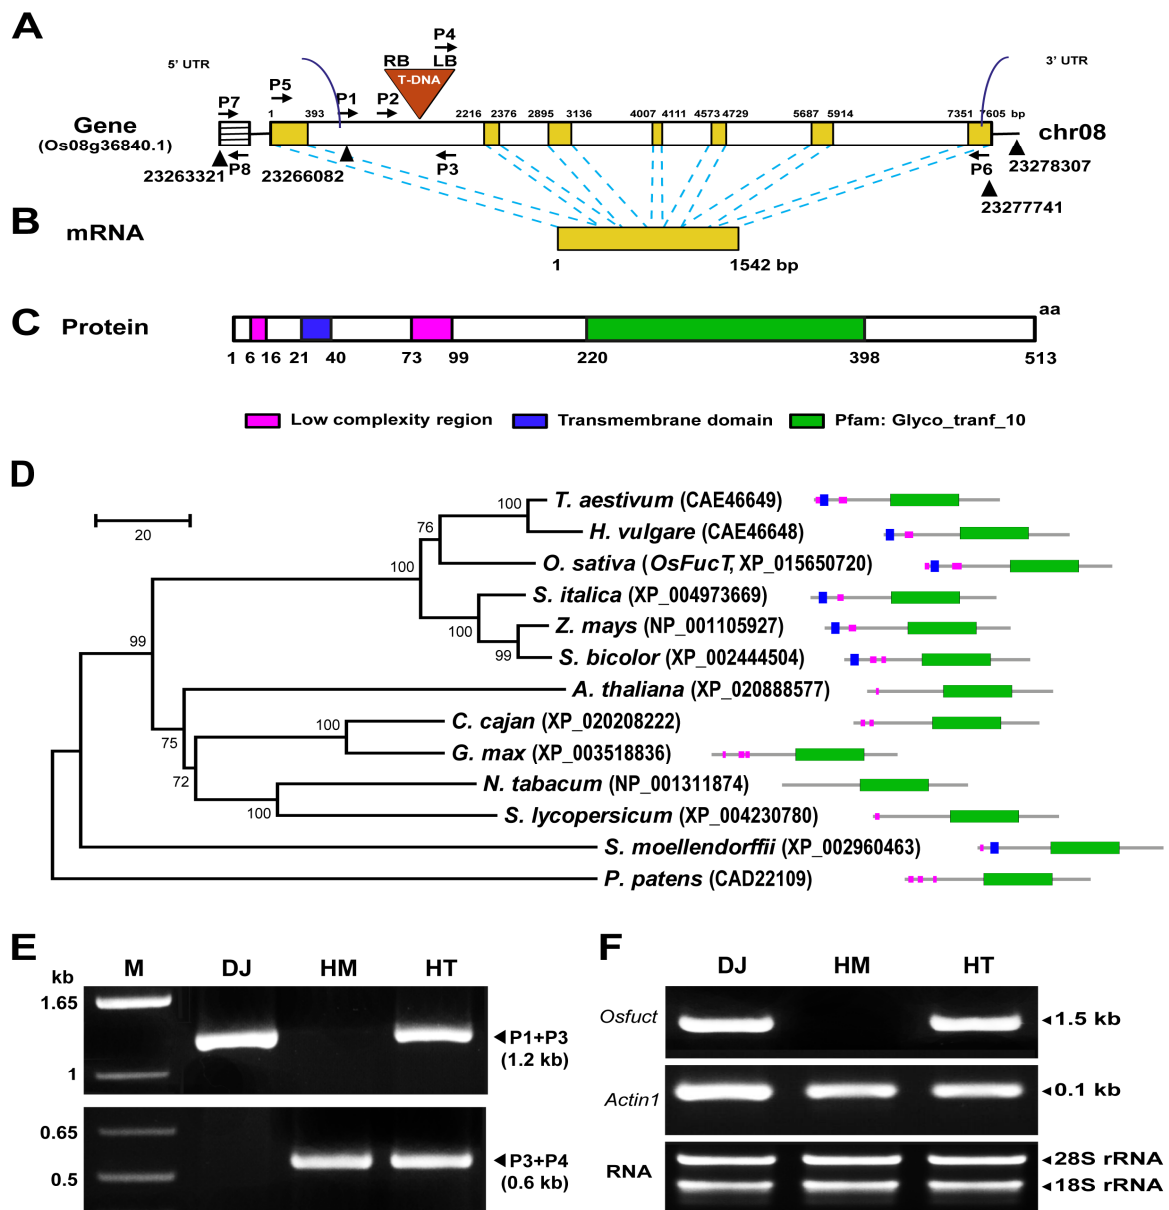 A
5' UTR
3' UTR
P4
RB LB
T-DNA
P7
P5
P1
P2
1
393
2216
2376
2895
3136
4007
4111
4573
4729
5687
5914
7351
7605 bp
Gene
(Os08g36840.1)
chr08
P8
P3
P6
23263321
23266082
23278307
23277741
B
mRNA
1
1542 bp
C
Protein
aa
1 6 16 21 40 73 99 220 398 513
Low complexity region
Transmembrane domain
Pfam: Glyco_tranf_10
D
20
100
76
100
100
99
99
75
100
72
100
T. aestivum (CAE46649)
H. vulgare (CAE46648)
O. sativa (OsFucT, XP_015650720)
S. italica (XP_004973669)
Z. mays (NP_001105927)
S. bicolor (XP_002444504)
A. thaliana (XP_020888577)
C. cajan (XP_020208222)
G. max (XP_003518836)
N. tabacum (NP_001311874)
S. lycopersicum (XP_004230780)
S. moellendorffii (XP_002960463)
P. patens (CAD22109)
E
kb
M DJ HM HT
1.65
1
P1+P3
(1.2 kb)
0.65
0.5
P3+P4
(0.6 kb)
F
DJ HM HT
Osfuct
1.5 kb
Actin1
0.1 kb
RNA
28S rRNA
18S rRNA